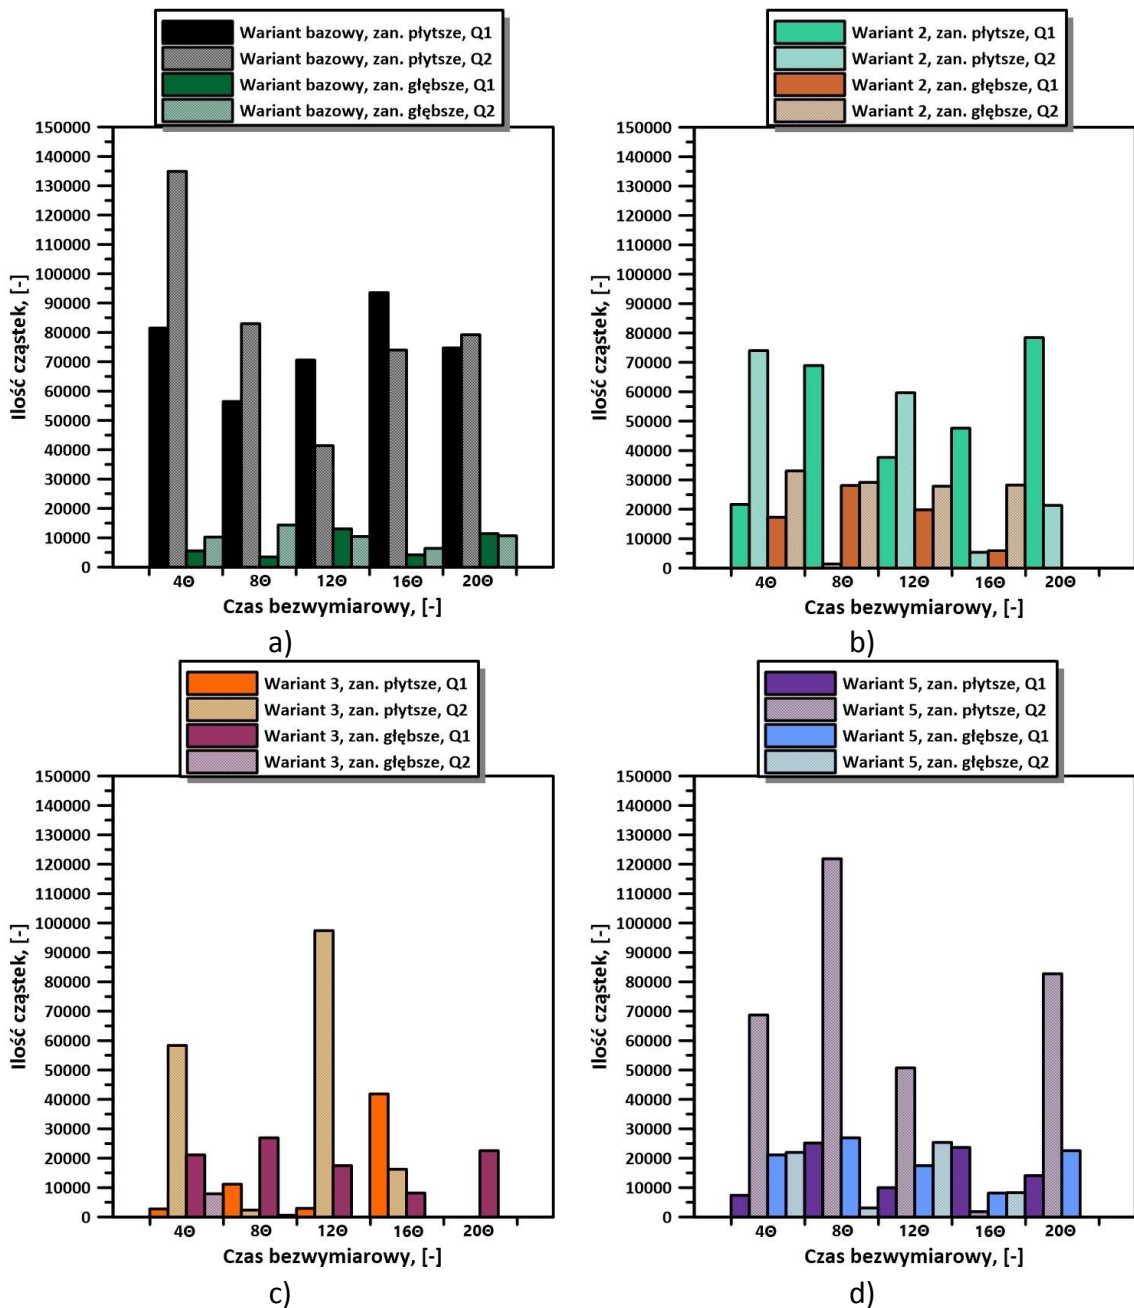 Wariant bazowy, zan. płytsze, Q1
Wariant bazowy, zan. płytsze, Q2
Wariant bazowy, zan. głębsze, Q1
Wariant bazowy, zan. głębsze, Q2
150000
140000
130000
120000
110000
100000
90000
80000
70000
60000
50000
40000
30000
20000
10000
0
Ilość cząstek, [-]
4Θ 8Θ 12Θ 16Θ 20Θ
Czas bezwymiarowy, [-]
a)
Wariant 2, zan. płytsze, Q1
Wariant 2, zan. płytsze, Q2
Wariant 2, zan. głębsze, Q1
Wariant 2, zan. głębsze, Q2
150000
140000
130000
120000
110000
100000
90000
80000
70000
60000
50000
40000
30000
20000
10000
0
Ilość cząstek, [-]
4Θ 8Θ 12Θ 16Θ 20Θ
Czas bezwymiarowy, [-]
b)
Wariant 3, zan. płytsze, Q1
Wariant 3, zan. płytsze, Q2
Wariant 3, zan. głębsze, Q1
Wariant 3, zan. głębsze, Q2
150000
140000
130000
120000
110000
100000
90000
80000
70000
60000
50000
40000
30000
20000
10000
0
Ilość cząstek, [-]
4Θ 8Θ 12Θ 16Θ 20Θ
Czas bezwymiarowy, [-]
c)
Wariant 5, zan. płytsze, Q1
Wariant 5, zan. płytsze, Q2
Wariant 5, zan. głębsze, Q1
Wariant 5, zan. głębsze, Q2
150000
140000
130000
120000
110000
100000
90000
80000
70000
60000
50000
40000
30000
20000
10000
0
Ilość cząstek, [-]
4Θ 8Θ 12Θ 16Θ 20Θ
Czas bezwymiarowy, [-]
d)